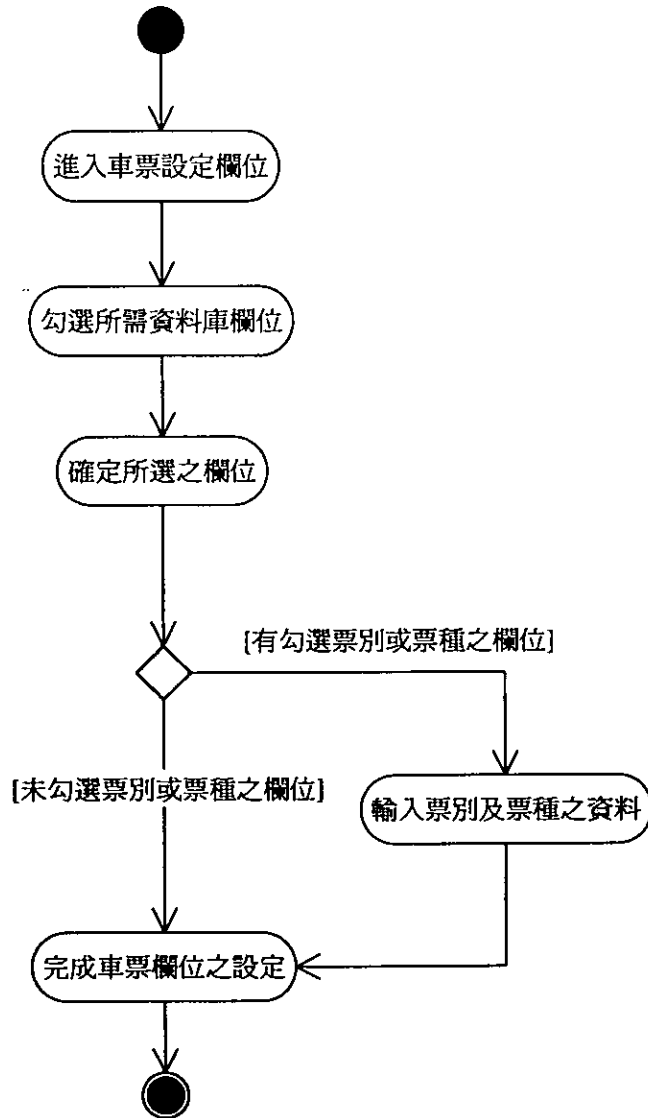 進入車票設定欄位
勾選所需資料庫欄位
確定所選之欄位
[有勾選票別或票種之欄位]
[未勾選票別或票種之欄位]
輸入票別及票種之資料
完成車票欄位之設定